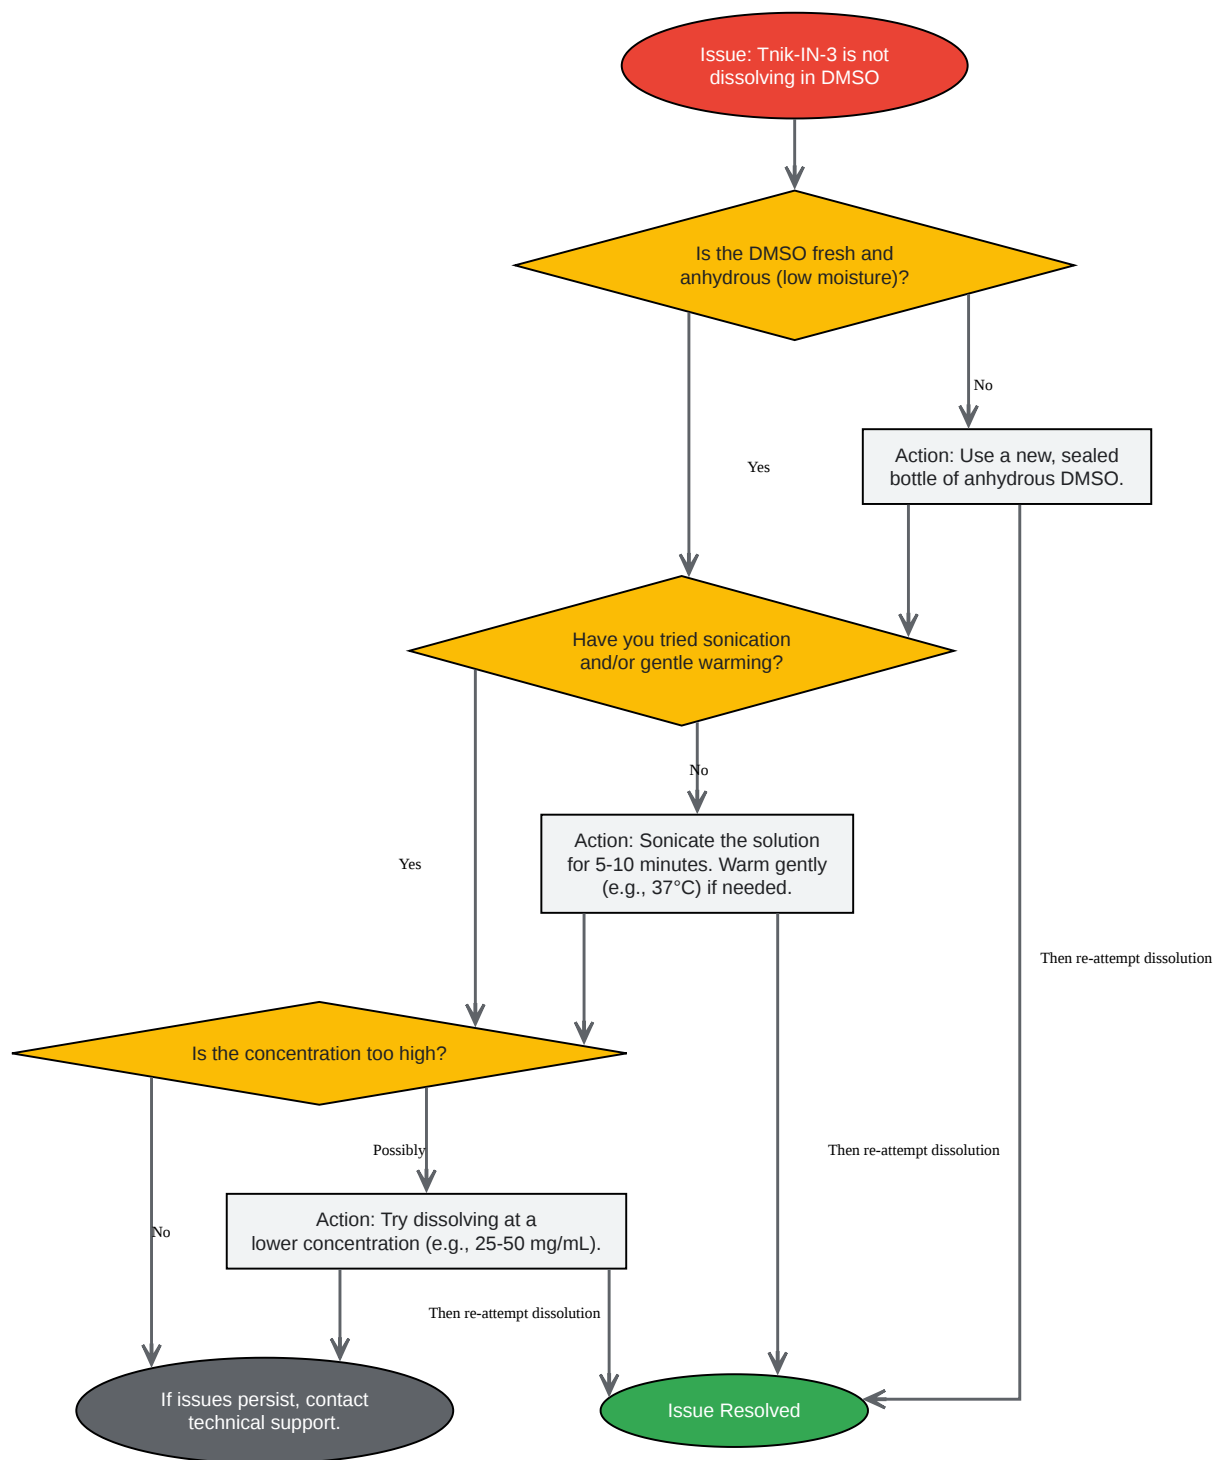 Issue: Tnik-IN-3 is not
dissolving in DMSO
Is the DMSO fresh and
anhydrous (low moisture)?
No
Action: Use a new, sealed
bottle of anhydrous DMSO.
Yes
Have you tried sonication
and/or gentle warming?
No
Action: Sonicate the solution
for 5-10 minutes. Warm gently
(e.g., 37°C) if needed.
Yes
Then re-attempt dissolution
Is the concentration too high?
Possibly
Then re-attempt dissolution
Action: Try dissolving at a
lower concentration (e.g., 25-50 mg/mL).
No
Then re-attempt dissolution
If issues persist, contact
technical support.
Issue Resolved